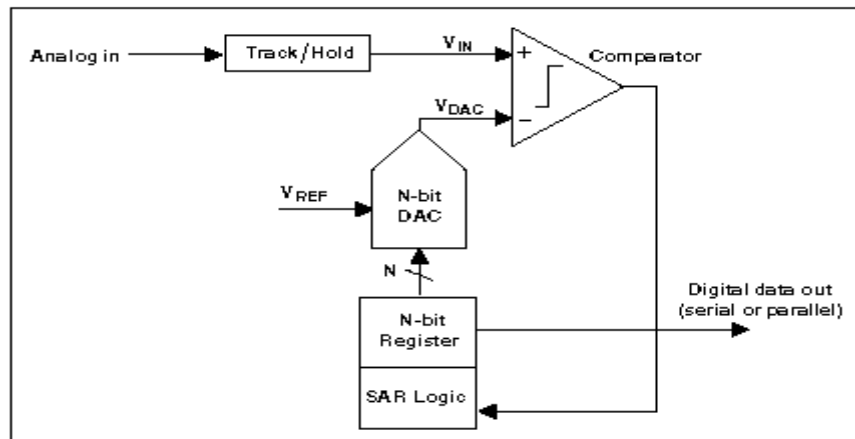 Analog in
Track/Hold
VIN
Comparator
+
VDAC
−
VREF
N-bit
DAC
N
Digital data out
(serial or parallel)
N-bit
Register
SAR Logic